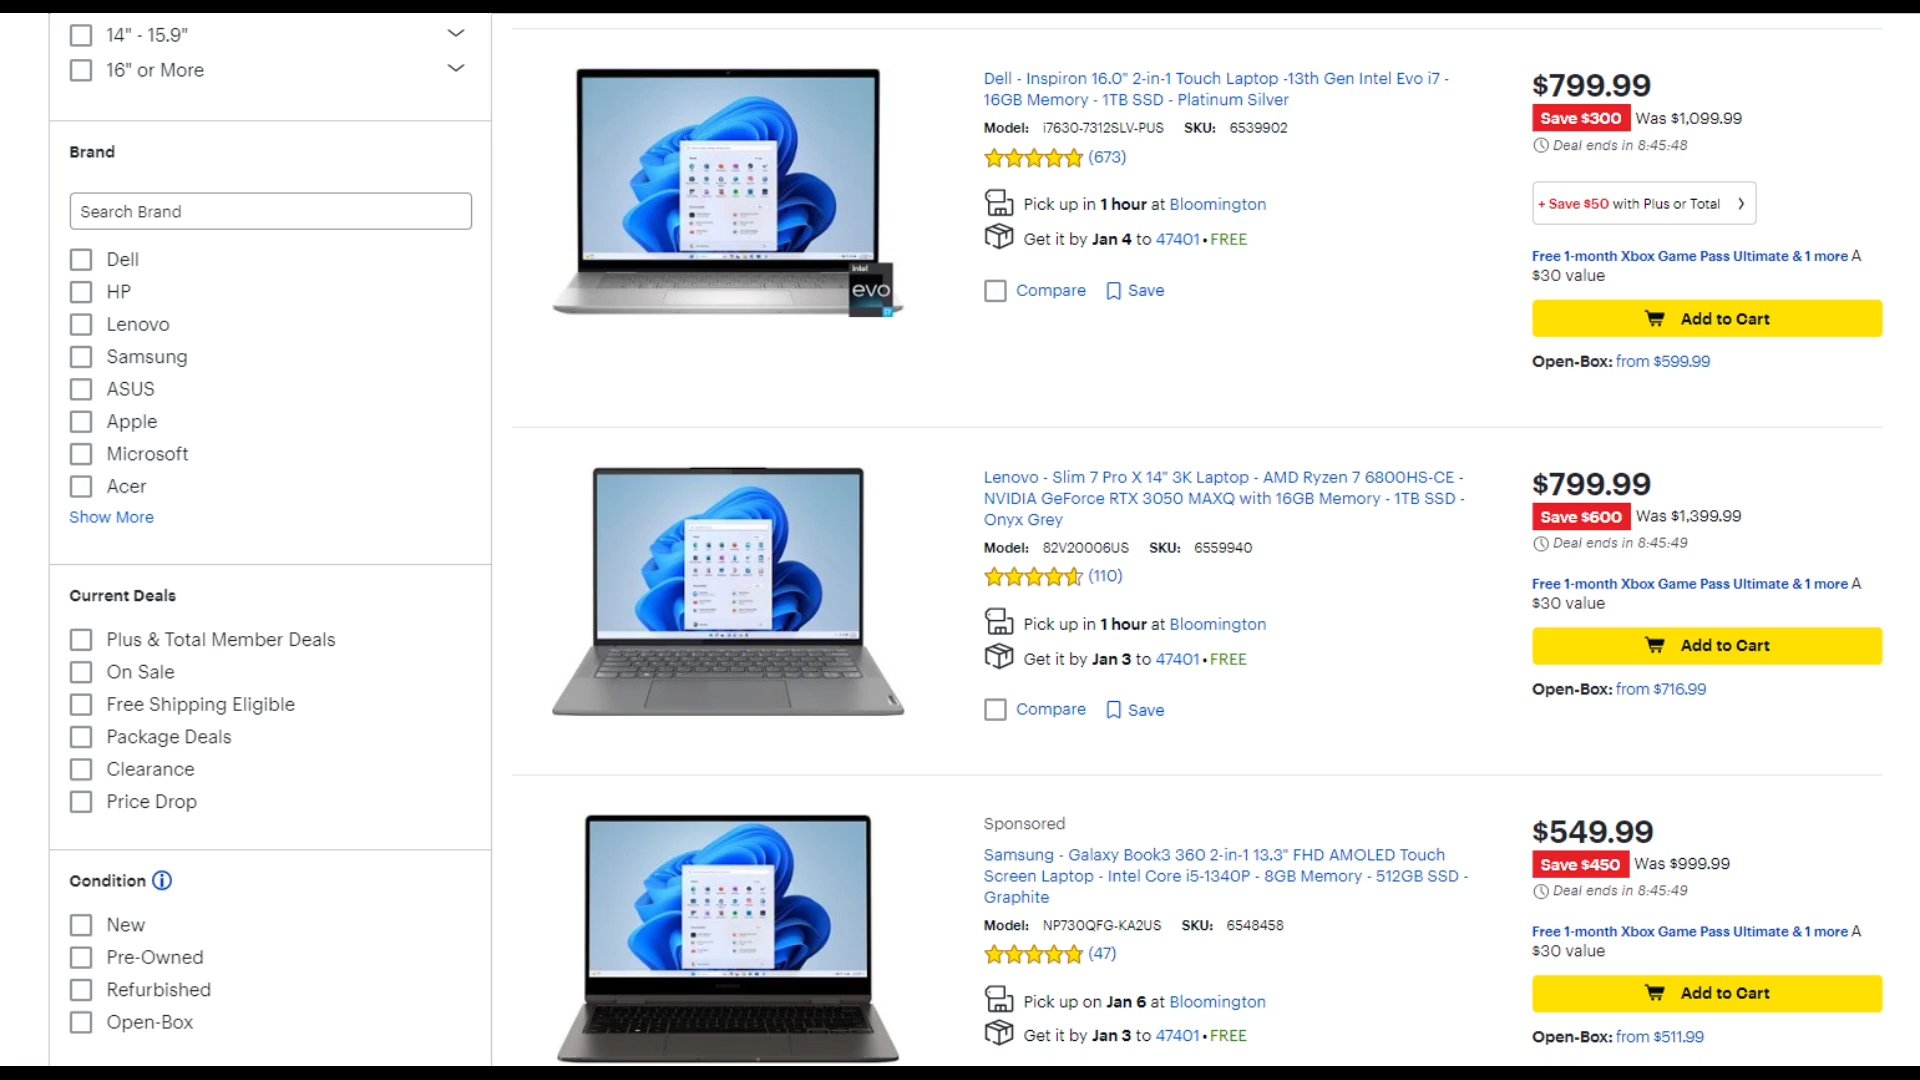 14" - 15.9"
16" or More
Brand
Search Brand
Dell
HP
Lenovo
Samsung
ASUS
Apple
Microsoft
Acer
Show More
Current Deals
Plus & Total Member Deals
On Sale
Free Shipping Eligible
Package Deals
Clearance
Price Drop
Condition
New
Pre-Owned
Refurbished
Open-Box
intel
evo
i7
Dell - Inspiron 16.0" 2-in-1 Touch Laptop -13th Gen Intel Evo i7 -
16GB Memory - 1TB SSD - Platinum Silver
Model: i7630-7312SLV-PUS SKU: 6539902
(673)
Pick up in 1 hour at Bloomington
Get it by Jan 4 to 47401 • FREE
Compare Save
$799.99
Save $300 Was $1,099.99
Deal ends in 8:45:48
+ Save $50 with Plus or Total
Free 1-month Xbox Game Pass Ultimate & 1 more A
$30 value
Add to Cart
Open-Box: from $599.99
Lenovo - Slim 7 Pro X 14" 3K Laptop - AMD Ryzen 7 6800HS-CE -
NVIDIA GeForce RTX 3050 MAXQ with 16GB Memory - 1TB SSD -
Onyx Grey
Model: 82V20006US SKU: 6559940
(110)
Pick up in 1 hour at Bloomington
Get it by Jan 3 to 47401 • FREE
Compare Save
$799.99
Save $600 Was $1,399.99
Deal ends in 8:45:49
Free 1-month Xbox Game Pass Ultimate & 1 more A
$30 value
Add to Cart
Open-Box: from $716.99
Sponsored
Samsung - Galaxy Book3 360 2-in-1 13.3" FHD AMOLED Touch
Screen Laptop - Intel Core i5-1340P - 8GB Memory - 512GB SSD -
Graphite
Model: NP730QFG-KA2US SKU: 6548458
(47)
Pick up on Jan 6 at Bloomington
Get it by Jan 3 to 47401 • FREE
$549.99
Save $450 Was $999.99
Deal ends in 8:45:49
Free 1-month Xbox Game Pass Ultimate & 1 more A
$30 value
Add to Cart
Open-Box: from $511.99